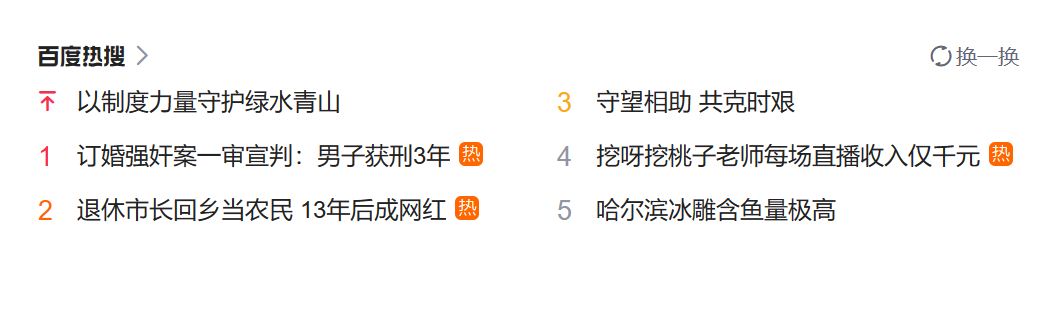 百度热搜
换一换
以制度力量守护绿水青山
1 订婚强奸案一审宣判：男子获刑3年 热
2 退休市长回乡当农民 13年后成网红 热
3 守望相助 共克时艰
4 挖呀挖桃子老师每场直播收入仅千元 热
5 哈尔滨冰雕含鱼量极高